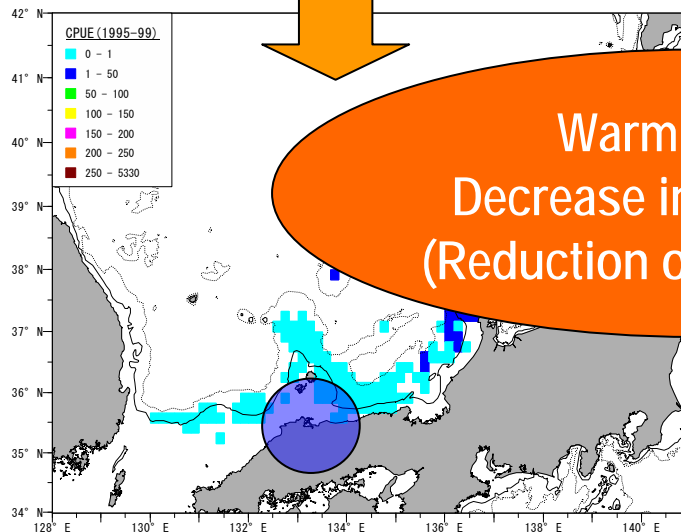 42° N
CPUE(1995-99)
0 - 1
1 - 50
50 - 100
100 - 150
150 - 200
200 - 250
250 - 5330
41° N
40° N
39° N
38° N
37° N
36° N
35° N
34° N
Warm
Decrease in
(Reduction o
128° E 130° E 132° E 134° E 136° E 138° E 140° E